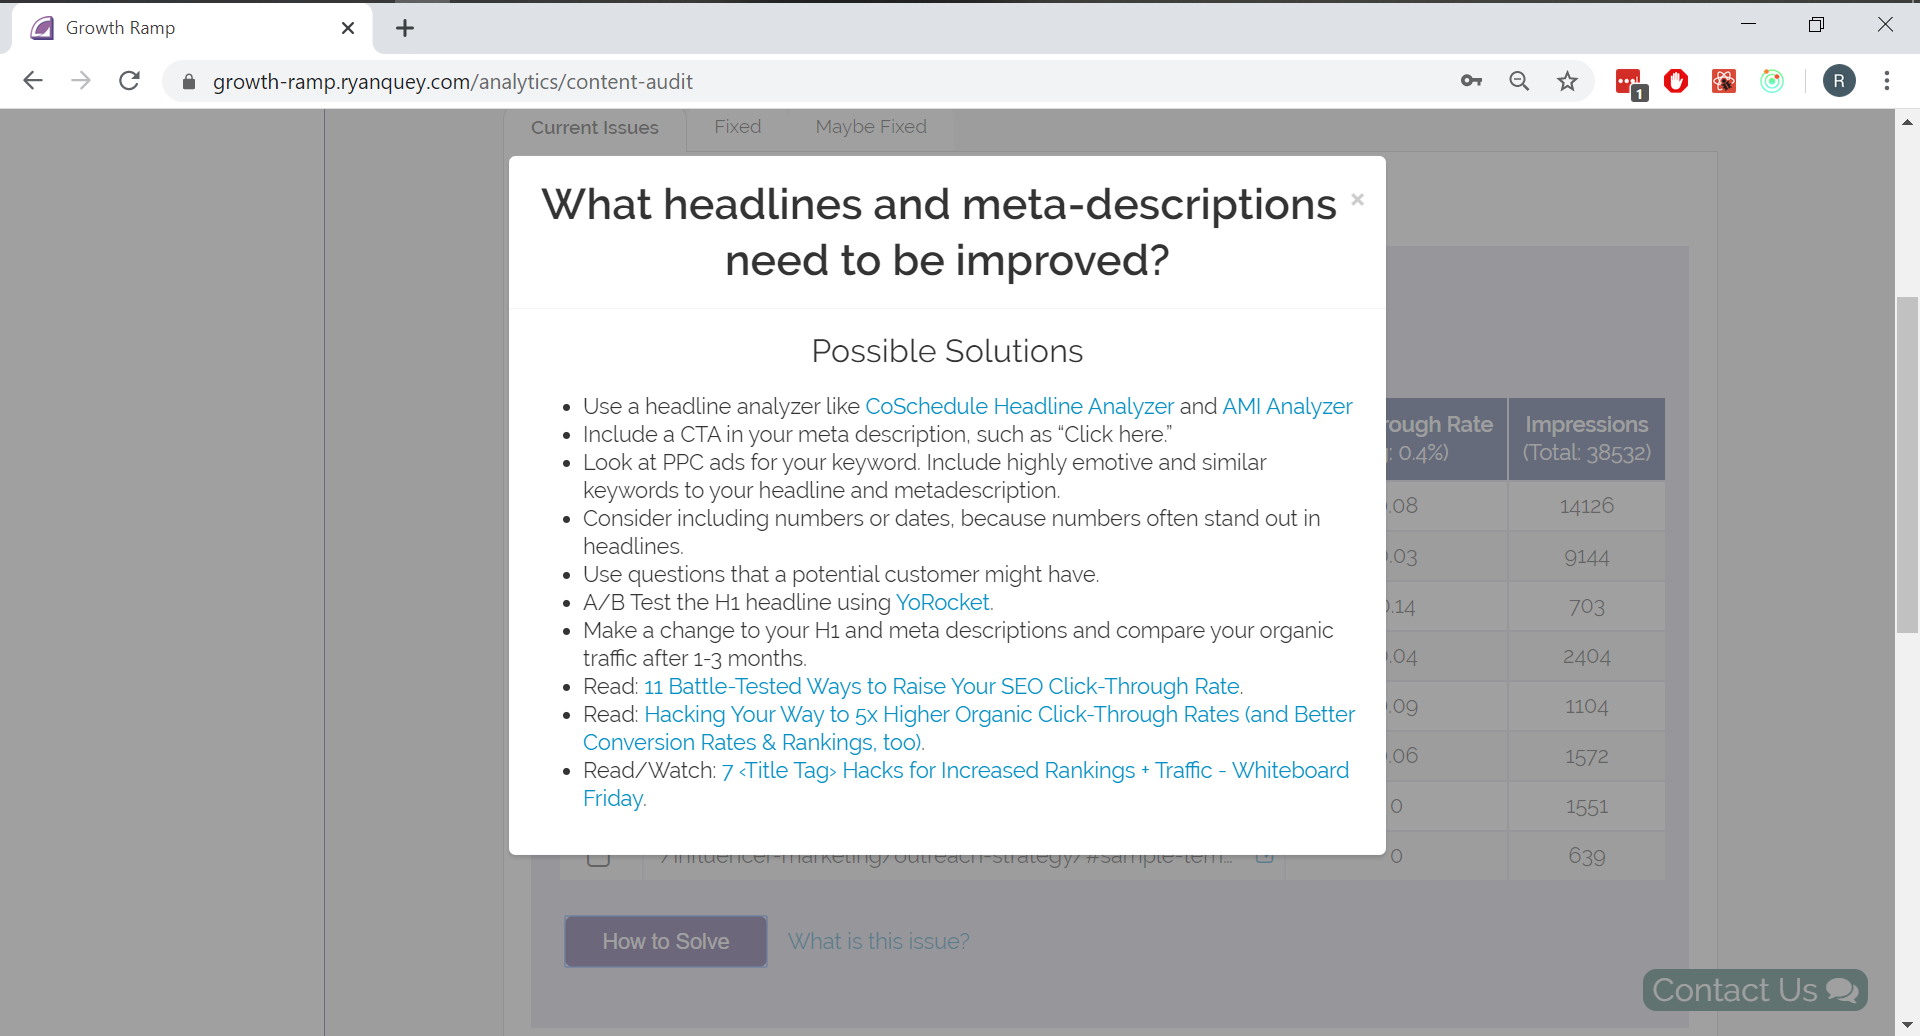 Growth Ramp
growth-ramp.ryanquey.com/analytics/content-audit
1
R
Current Issues Fixed Maybe Fixed
What headlines and meta-descriptions
need to be improved?
Possible Solutions
Use a headline analyzer like CoSchedule Headline Analyzer and AMI Analyzer
Include a CTA in your meta description, such as “Click here.”
Look at PPC ads for your keyword. Include highly emotive and similar
keywords to your headline and metadescription.
Consider including numbers or dates, because numbers often stand out in
headlines.
Use questions that a potential customer might have.
A/B Test the H1 headline using YoRocket.
Make a change to your H1 and meta descriptions and compare your organic
traffic after 1-3 months.
Read: 11 Battle-Tested Ways to Raise Your SEO Click-Through Rate.
Read: Hacking Your Way to 5x Higher Organic Click-Through Rates (and Better
Conversion Rates & Rankings, too).
Read/Watch: 7 <Title Tag> Hacks for Increased Rankings + Traffic - Whiteboard
Friday.
rough Rate Impressions
: 0.4%) (Total: 38532)
.08 14126
.03 9144
.14 703
.04 2404
.09 1104
.06 1572
0 1551
/influencer-marketing/outreach-strategy/#sample-tem... 0 639
How to Solve What is this issue?
Contact Us